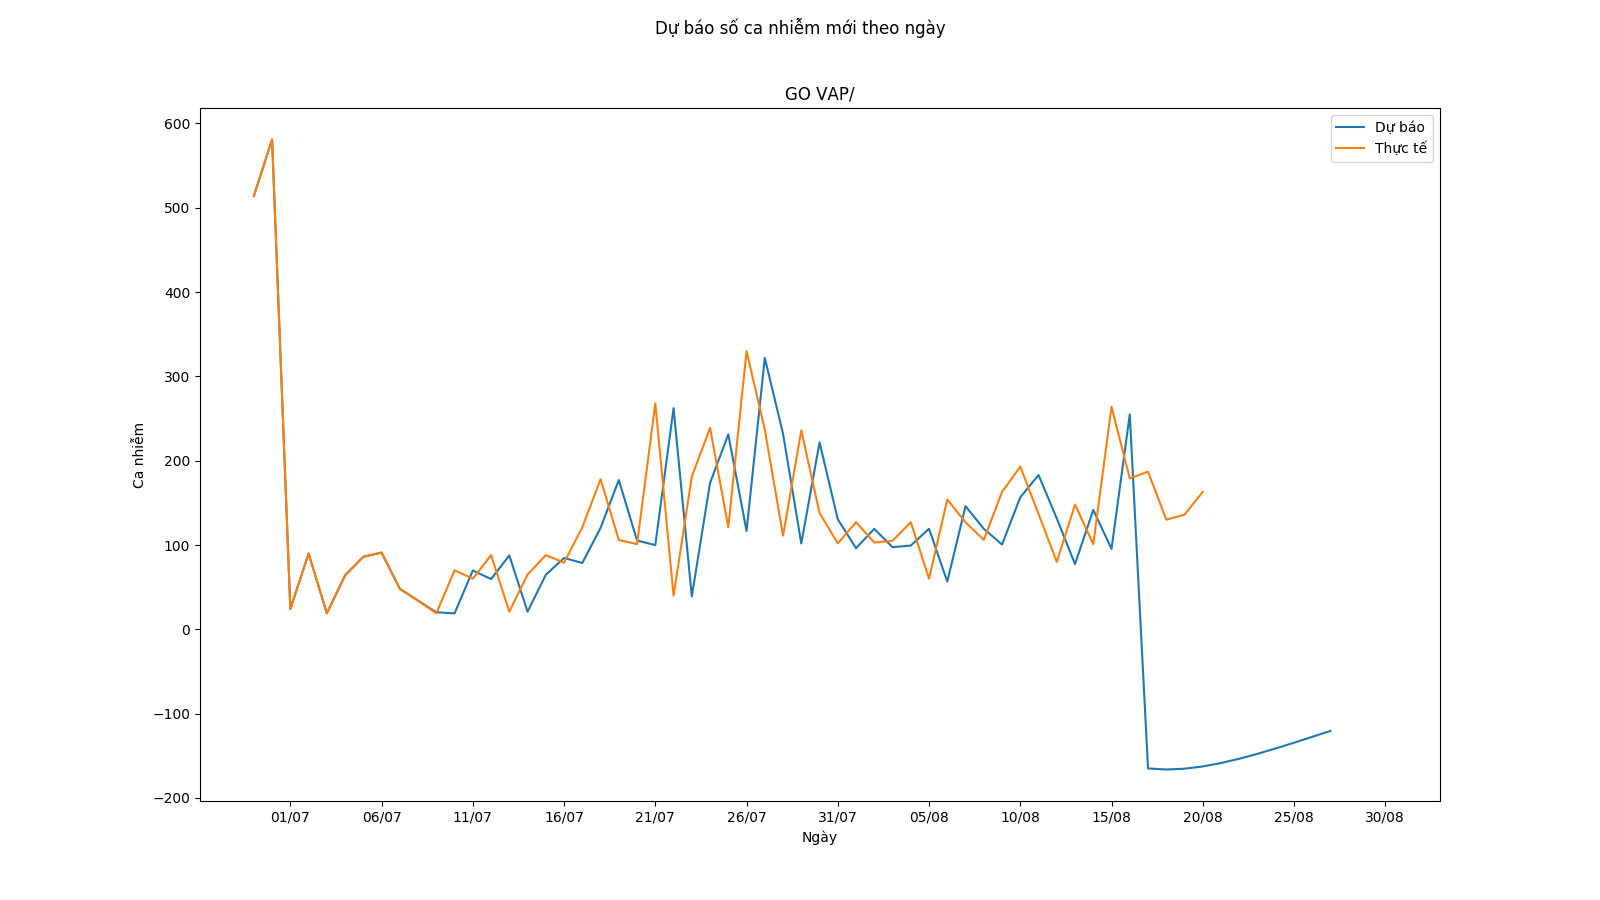 Dự báo số ca nhiễm mới theo ngày
GO VAP/
Dự báo
Thực tế
600
500
400
300
200
100
0
−100
−200
Ca nhiễm
01/07 06/07 11/07 16/07 21/07 26/07 31/07 05/08 10/08 15/08 20/08 25/08 30/08
Ngày